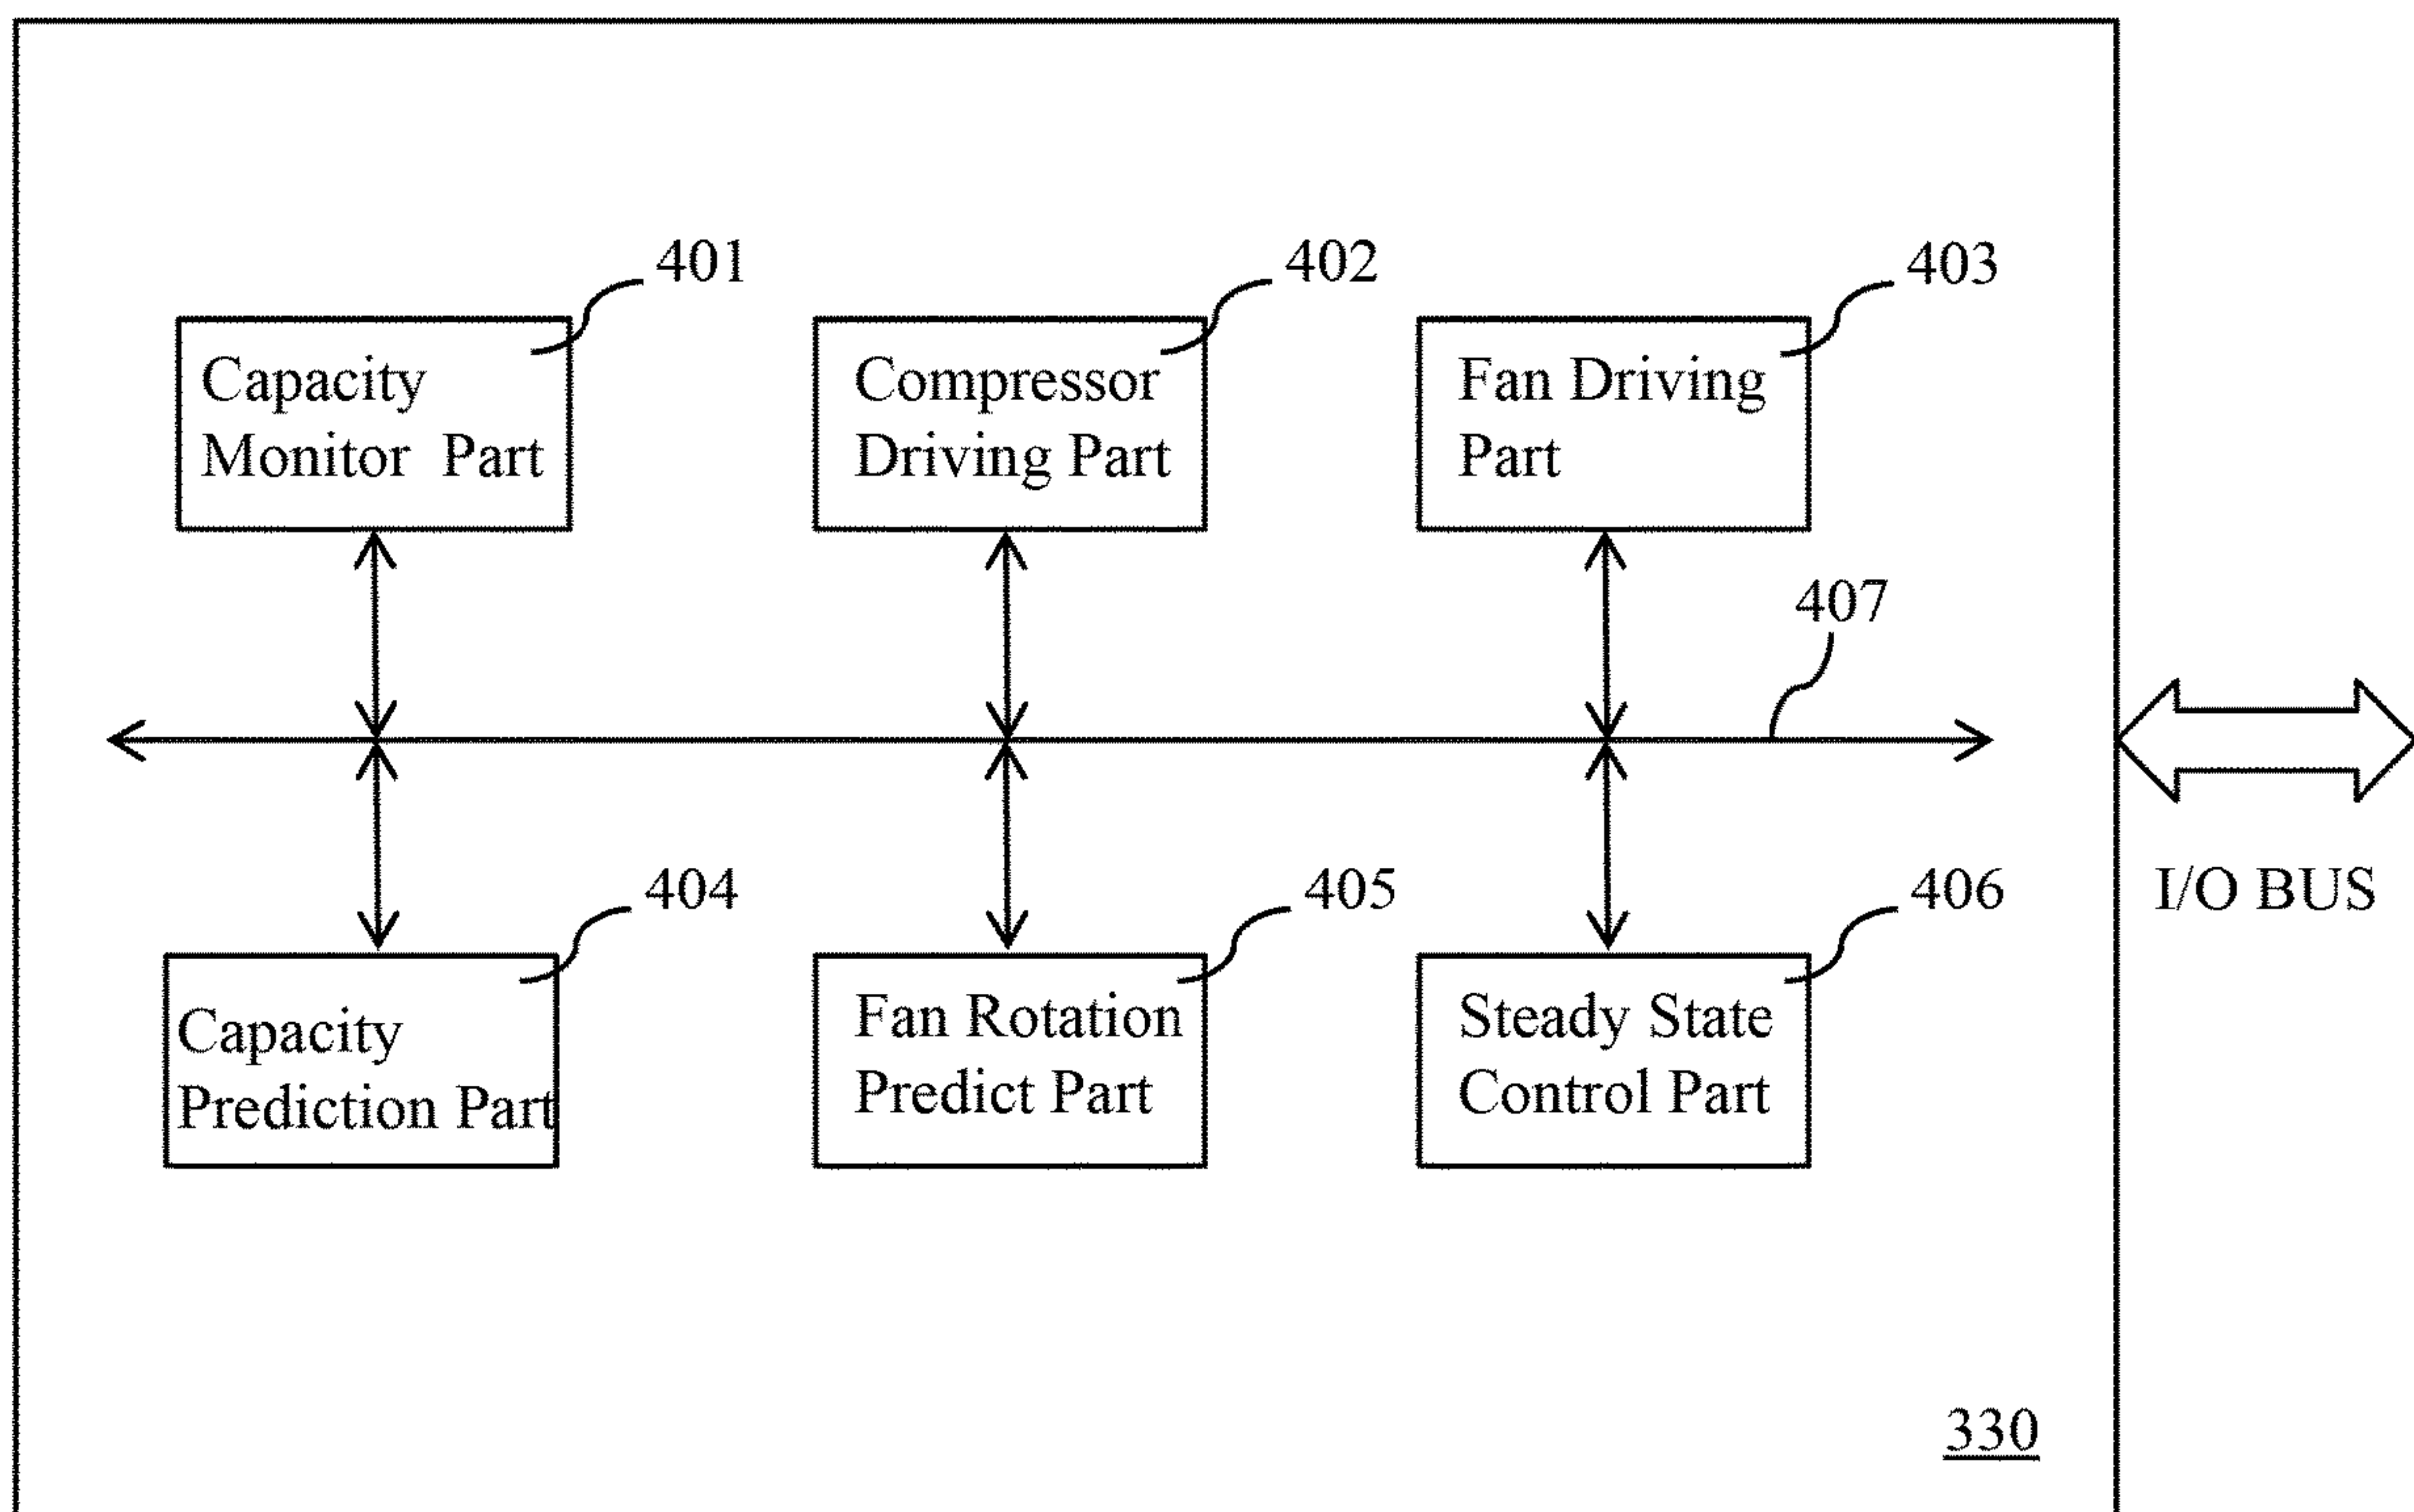 401
402
403
Capacity
Monitor Part
Compressor
Driving Part
Fan Driving
Part
407
I/O BUS
404
405
406
Capacity
Prediction Part
Fan Rotation
Predict Part
Steady State
Control Part
330